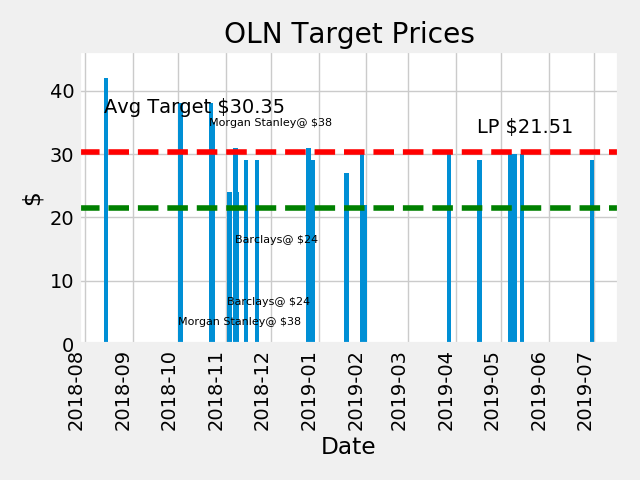 OLN Target Prices
40
Avg Target $30.35
Morgan Stanley@ $38
LP $21.51
30
$
20
Barclays@ $24
10
Barclays@ $24
Morgan Stanley@ $38
0
2018-08
2018-09
2018-10
2018-11
2018-12
2019-01
2019-02
2019-03
2019-04
2019-05
2019-06
2019-07
Date